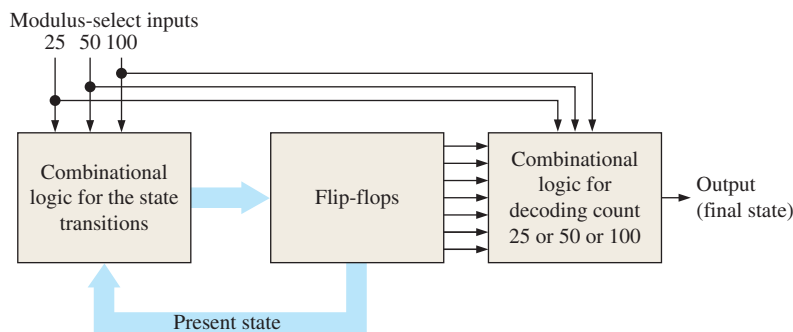 Modulus-select inputs
25 50 100
Combinational
logic for the state
transitions
Flip-flops
Combinational
logic for
decoding count
25 or 50 or 100
Output
(final state)
Present state